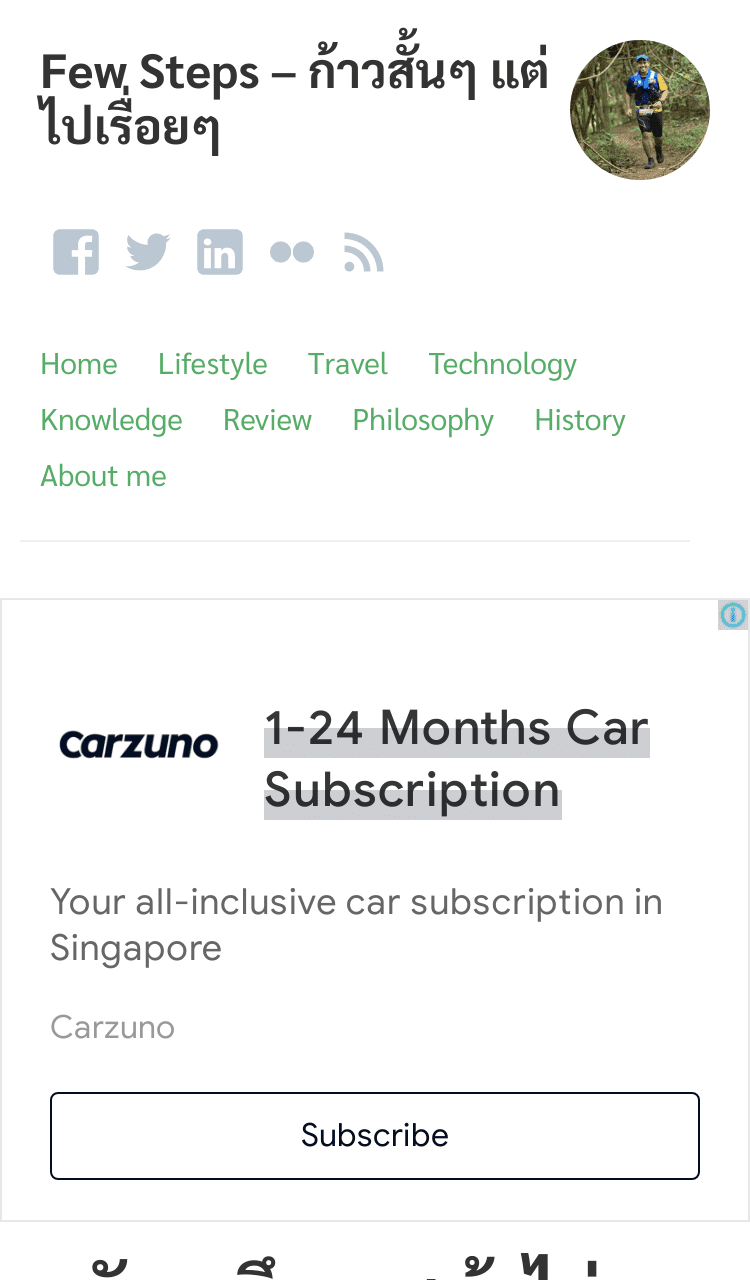 Few Steps – ก้าวสั้นๆ แต่
ไปเรื่อยๆ
Home Lifestyle Travel Technology
Knowledge Review Philosophy History
About me
Carzuno
1-24 Months Car
Subscription
Your all-inclusive car subscription in
Singapore
Carzuno
Subscribe